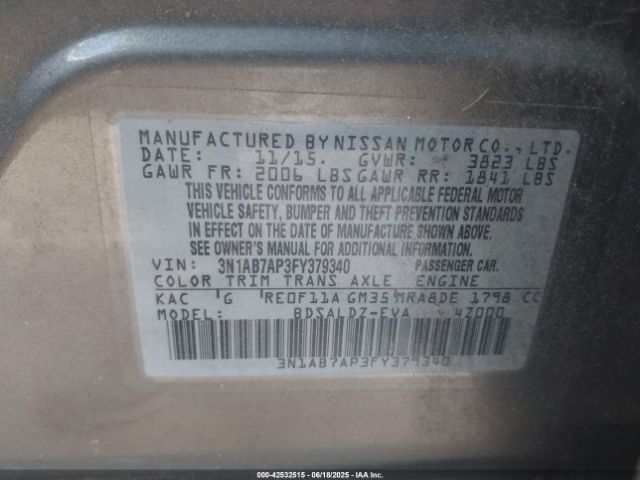 MANUFACTURED BY NISSAN MOTOR CO., LTD.
DATE: 11/15. GVWR: 3823 LBS
GAWR FR: 2006 LBS GAWR RR: 1841 LBS
THIS VEHICLE CONFORMS TO ALL APPLICABLE FEDERAL MOTOR
VEHICLE SAFETY, BUMPER AND THEFT PREVENTION STANDARDS
IN EFFECT ON THE DATE OF MANUFACTURE SHOWN ABOVE.
SEE OWNER'S MANUAL FOR ADDITIONAL INFORMATION.
VIN: 3N1AB7AP3FY379340 PASSENGER CAR.
COLOR TRIM TRANS AXLE ENGINE
KAC G RE0F11A GM35 MRA8DE 1798 CC
MODEL: BDSALDZ-EVA 4Z000
3N1AB7AP3FY379340
000-42532515 - 06/18/2025 - IAA Inc.